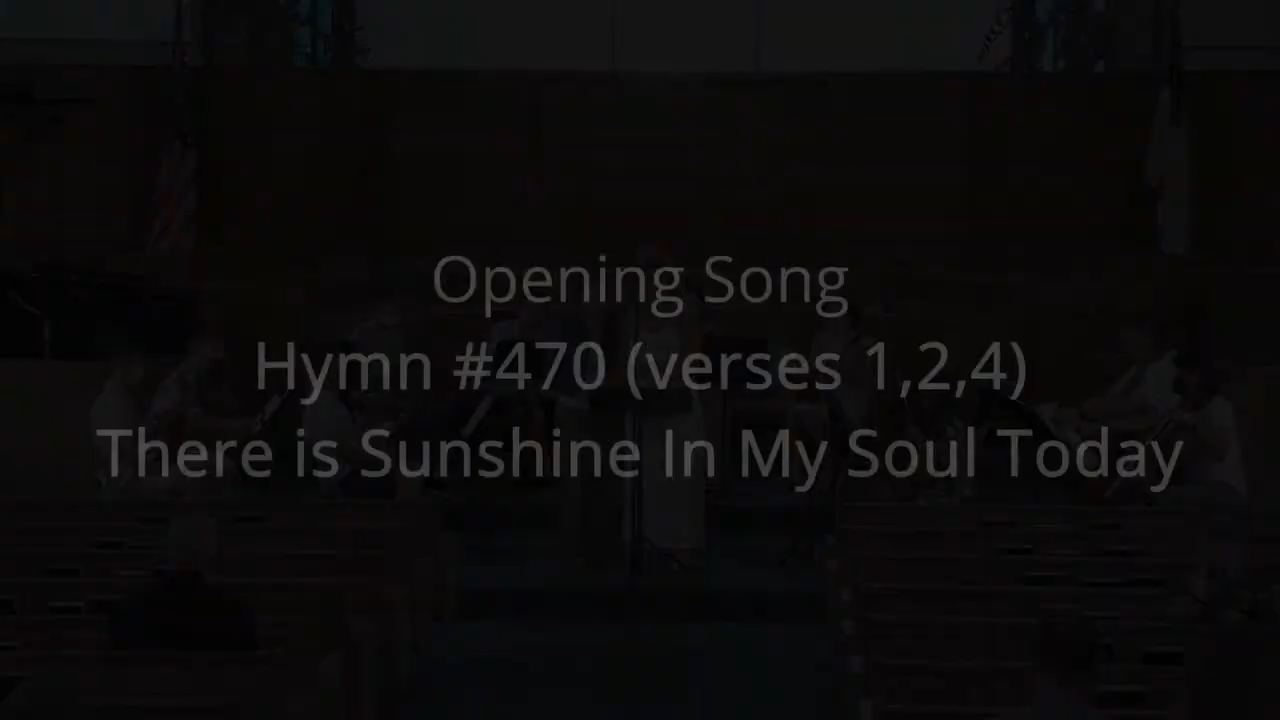 Opening Song
Hymn #470 (verses 1,2,4)
There is Sunshine In My Soul Today